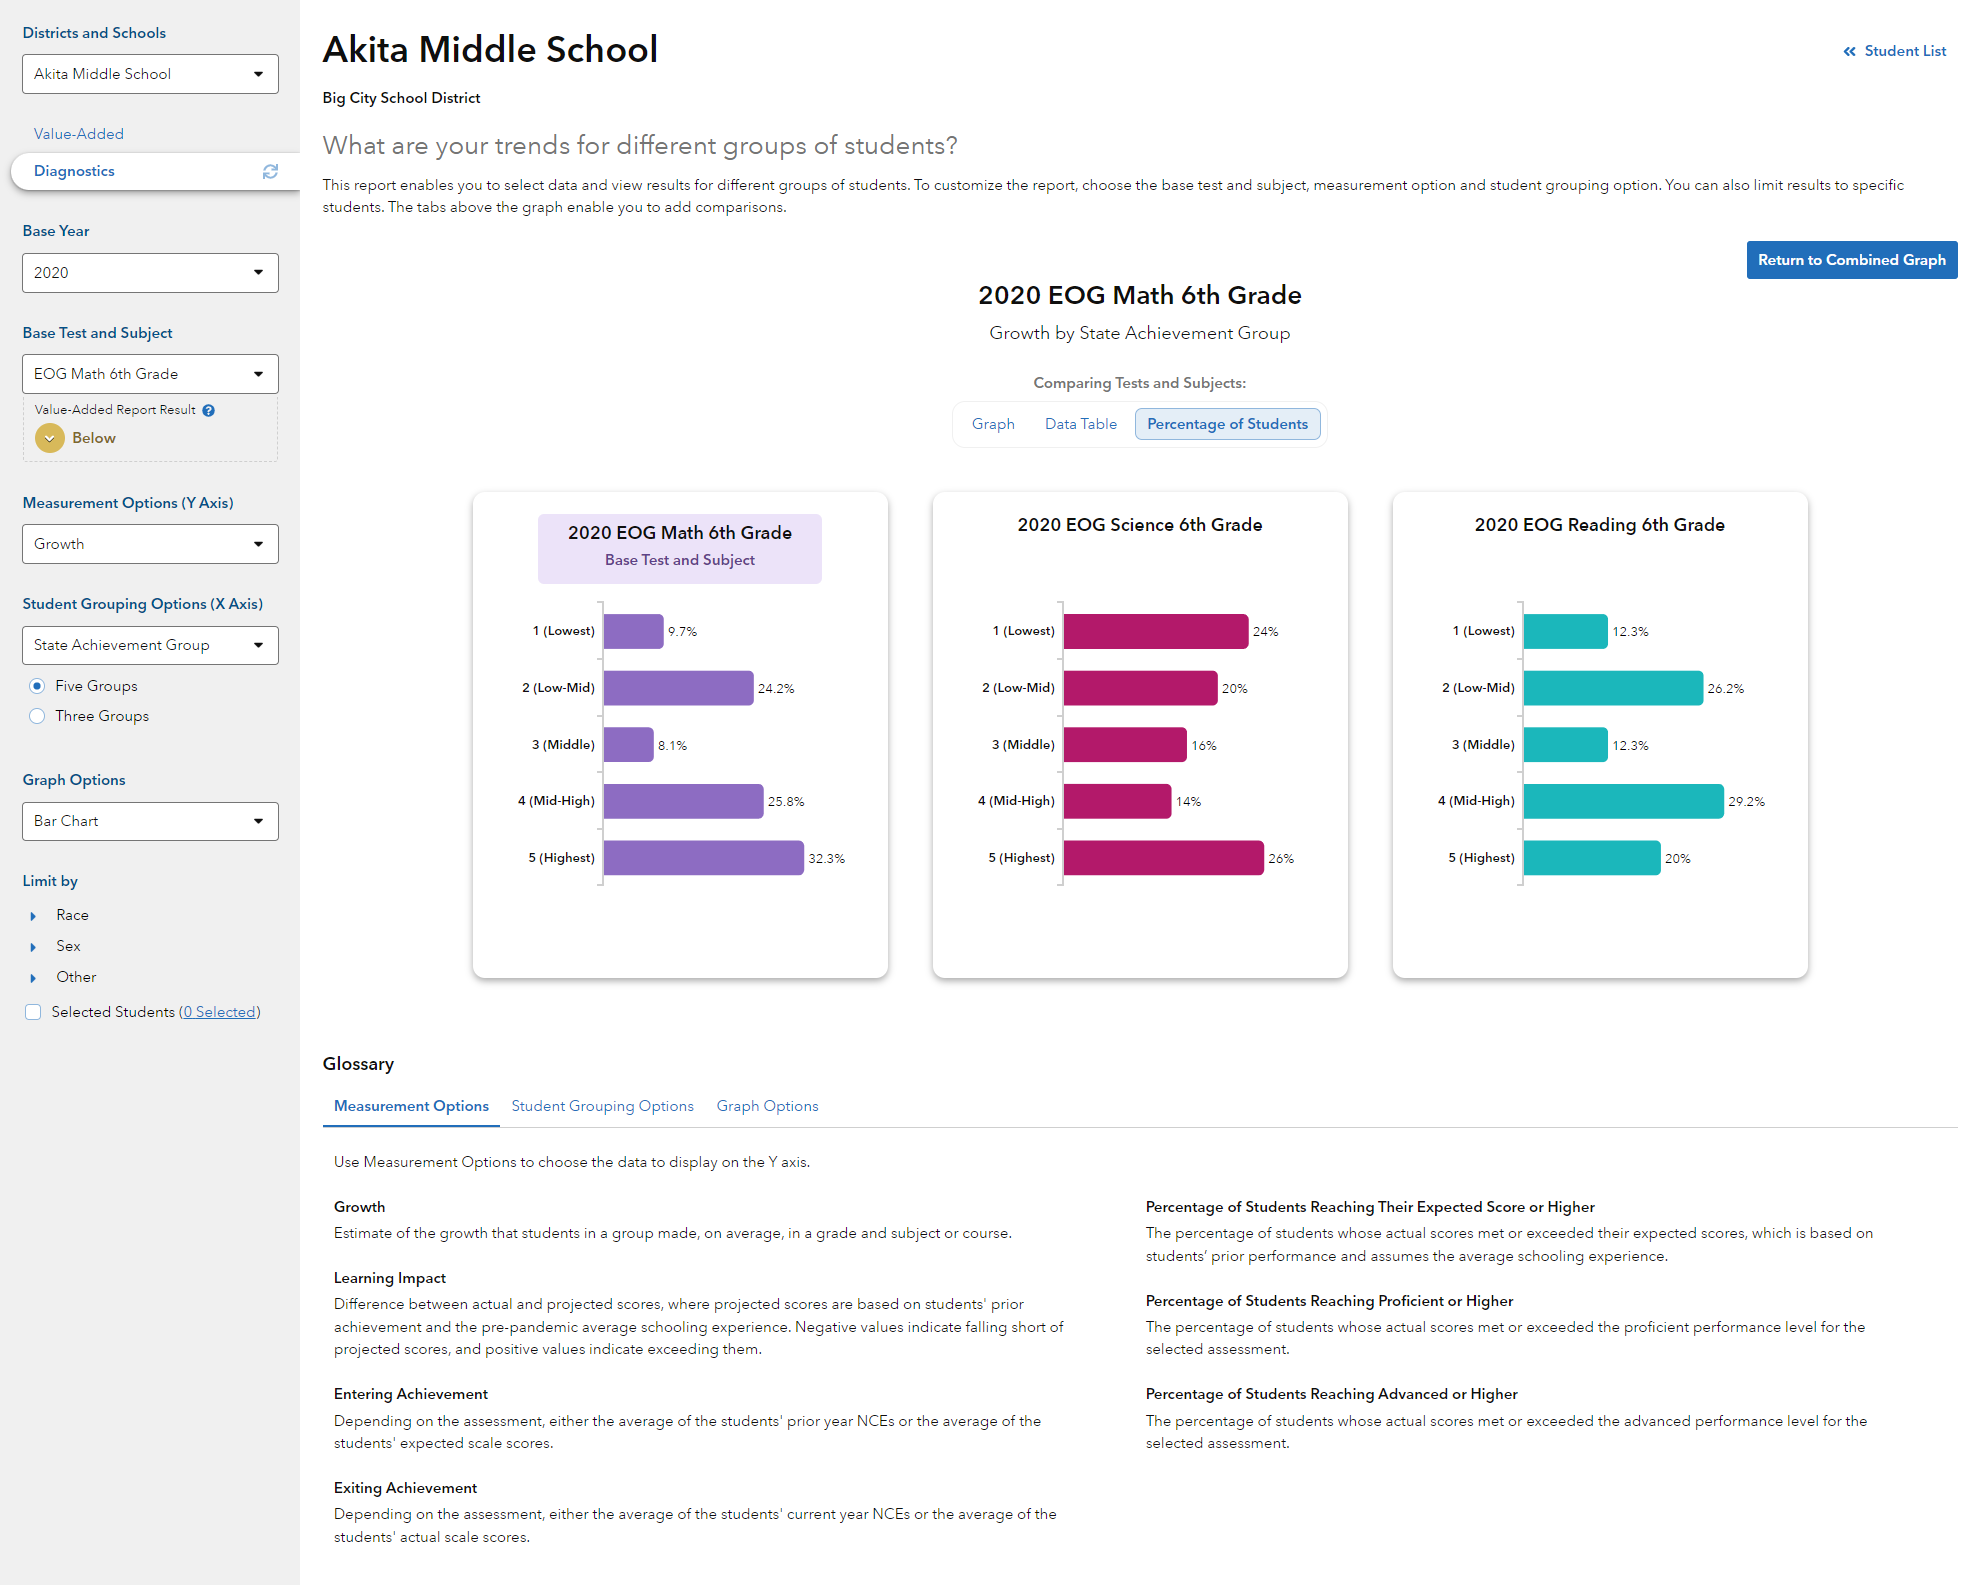 Districts and Schools
Akita Middle School
Value-Added
Diagnostics
Base Year
2020
Base Test and Subject
EOG Math 6th Grade
Value-Added Report Result ?
Below
Measurement Options (Y Axis)
Growth
Student Grouping Options (X Axis)
State Achievement Group
Five Groups
Three Groups
Graph Options
Bar Chart
Limit by
Race
Sex
Other
Selected Students (0 Selected)
Akita Middle School
Student List
Big City School District
What are your trends for different groups of students?
This report enables you to select data and view results for different groups of students. To customize the report, choose the base test and subject, measurement option and student grouping option. You can also limit results to specific
students. The tabs above the graph enable you to add comparisons.
Return to Combined Graph
2020 EOG Math 6th Grade
Growth by State Achievement Group
Comparing Tests and Subjects:
Graph Data Table Percentage of Students
2020 EOG Math 6th Grade
Base Test and Subject
1 (Lowest) 9.7%
2 (Low-Mid) 24.2%
3 (Middle) 8.1%
4 (Mid-High) 25.8%
5 (Highest) 32.3%
2020 EOG Science 6th Grade
1 (Lowest) 24%
2 (Low-Mid) 20%
3 (Middle) 16%
4 (Mid-High) 14%
5 (Highest) 26%
2020 EOG Reading 6th Grade
1 (Lowest) 12.3%
2 (Low-Mid) 26.2%
3 (Middle) 12.3%
4 (Mid-High) 29.2%
5 (Highest) 20%
Glossary
Measurement Options Student Grouping Options Graph Options
Use Measurement Options to choose the data to display on the Y axis.
Growth
Estimate of the growth that students in a group made, on average, in a grade and subject or course.
Learning Impact
Difference between actual and projected scores, where projected scores are based on students' prior
achievement and the pre-pandemic average schooling experience. Negative values indicate falling short of
projected scores, and positive values indicate exceeding them.
Entering Achievement
Depending on the assessment, either the average of the students' prior year NCEs or the average of the
students' expected scale scores.
Exiting Achievement
Depending on the assessment, either the average of the students' current year NCEs or the average of the
students' actual scale scores.
Percentage of Students Reaching Their Expected Score or Higher
The percentage of students whose actual scores met or exceeded their expected scores, which is based on
students' prior performance and assumes the average schooling experience.
Percentage of Students Reaching Proficient or Higher
The percentage of students whose actual scores met or exceeded the proficient performance level for the
selected assessment.
Percentage of Students Reaching Advanced or Higher
The percentage of students whose actual scores met or exceeded the advanced performance level for the
selected assessment.